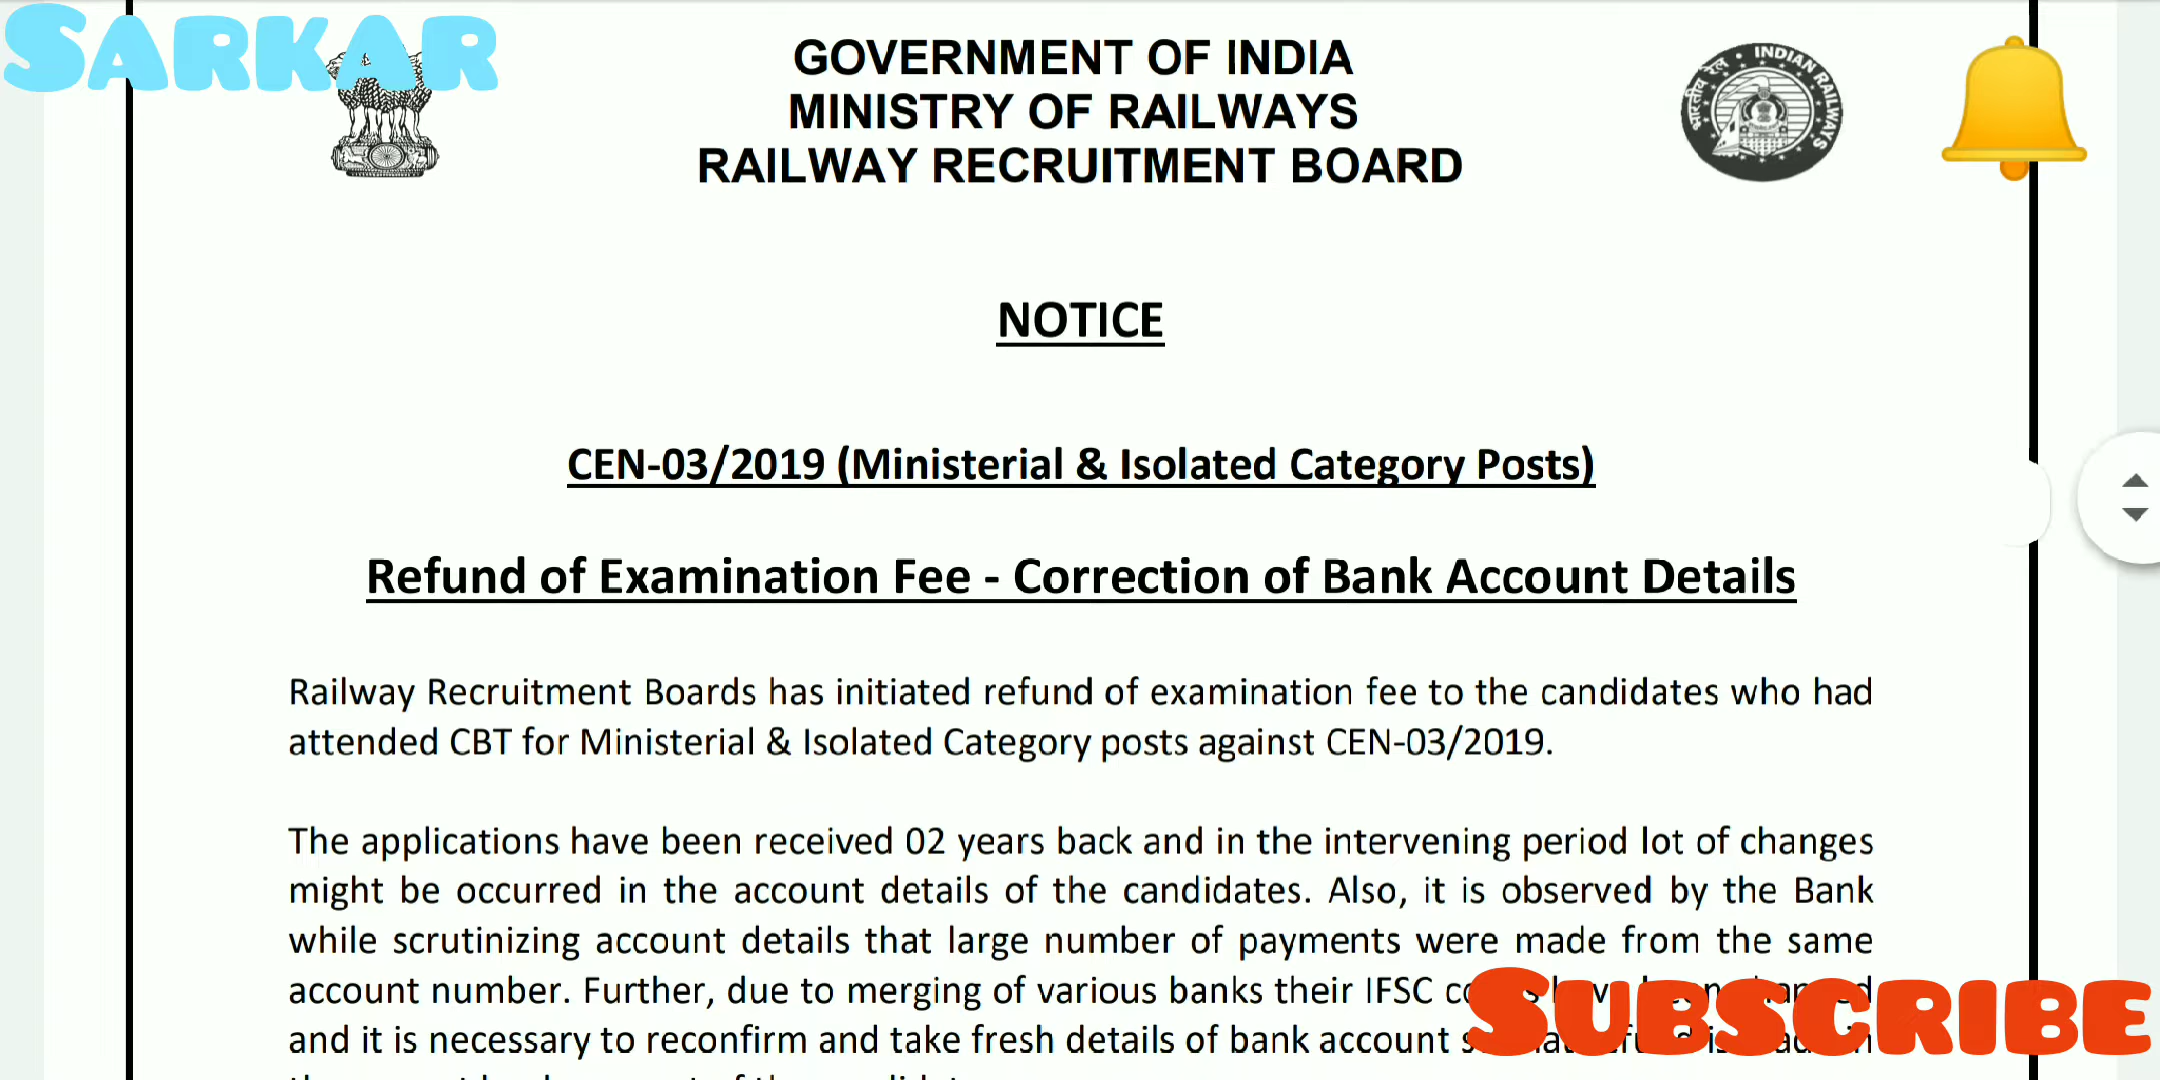 SARKAR
GOVERNMENT OF INDIA
MINISTRY OF RAILWAYS
RAILWAY RECRUITMENT BOARD
भारतीय रेल • INDIAN RAILWAYS
NOTICE
CEN-03/2019 (Ministerial & Isolated Category Posts)
Refund of Examination Fee - Correction of Bank Account Details
Railway Recruitment Boards has initiated refund of examination fee to the candidates who had
attended CBT for Ministerial & Isolated Category posts against CEN-03/2019.
The applications have been received 02 years back and in the intervening period lot of changes
might be occurred in the account details of the candidates. Also, it is observed by the Bank
while scrutinizing account details that large number of payments were made from the same
account number. Further, due to merging of various banks their IFSC
and it is necessary to reconfirm and take fresh details of bank account
SUBSCRIBE